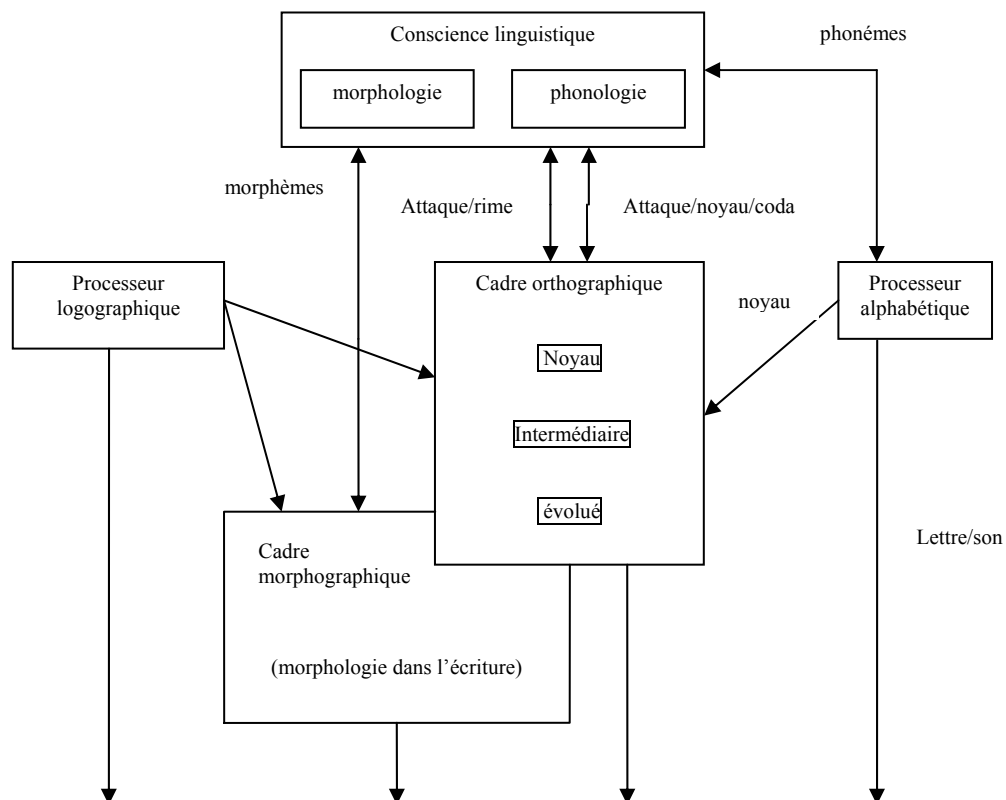 Conscience linguistique
phonémes
morphologie
phonologie
morphèmes
Attaque/rime
Attaque/noyau/coda
Processeur
logographique
Cadre orthographique
noyau
Processeur
alphabétique
Noyau
Intermédiaire
évolué
Cadre
morphographique
Lettre/son
(morphologie dans l’écriture)